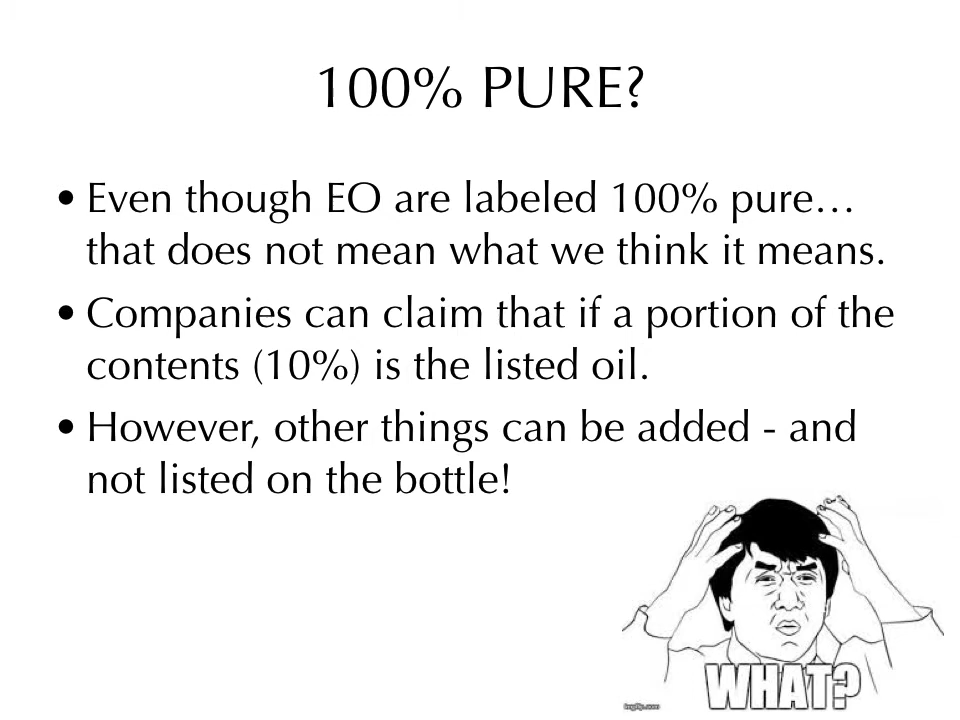 100% PURE?
• Even though EO are labeled 100% pure…
that does not mean what we think it means.
• Companies can claim that if a portion of the
contents (10%) is the listed oil.
• However, other things can be added - and
not listed on the bottle!
WHAT?
imgflip.com